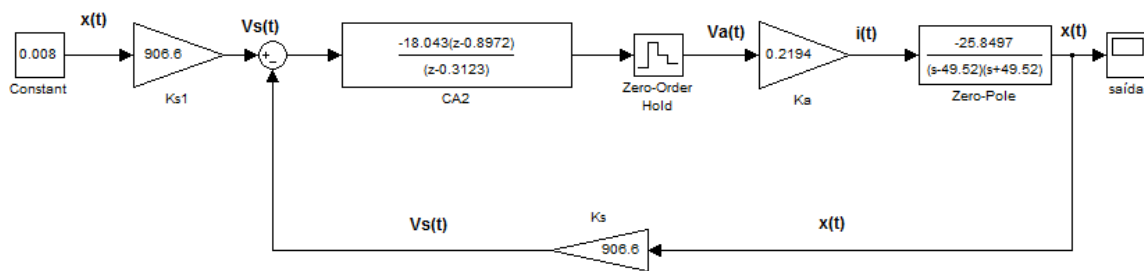 x(t)
0.008
Constant
906.6
Ks1
Vs(t)
+
-
-18.043(z-0.8972)
(z-0.3123)
CA2
Zero-Order
Hold
Va(t)
0.2194
Ka
i(t)
-25.8497
(s-49.52)(s+49.52)
Zero-Pole
x(t)
saída
Vs(t)
Ks
906.6
x(t)